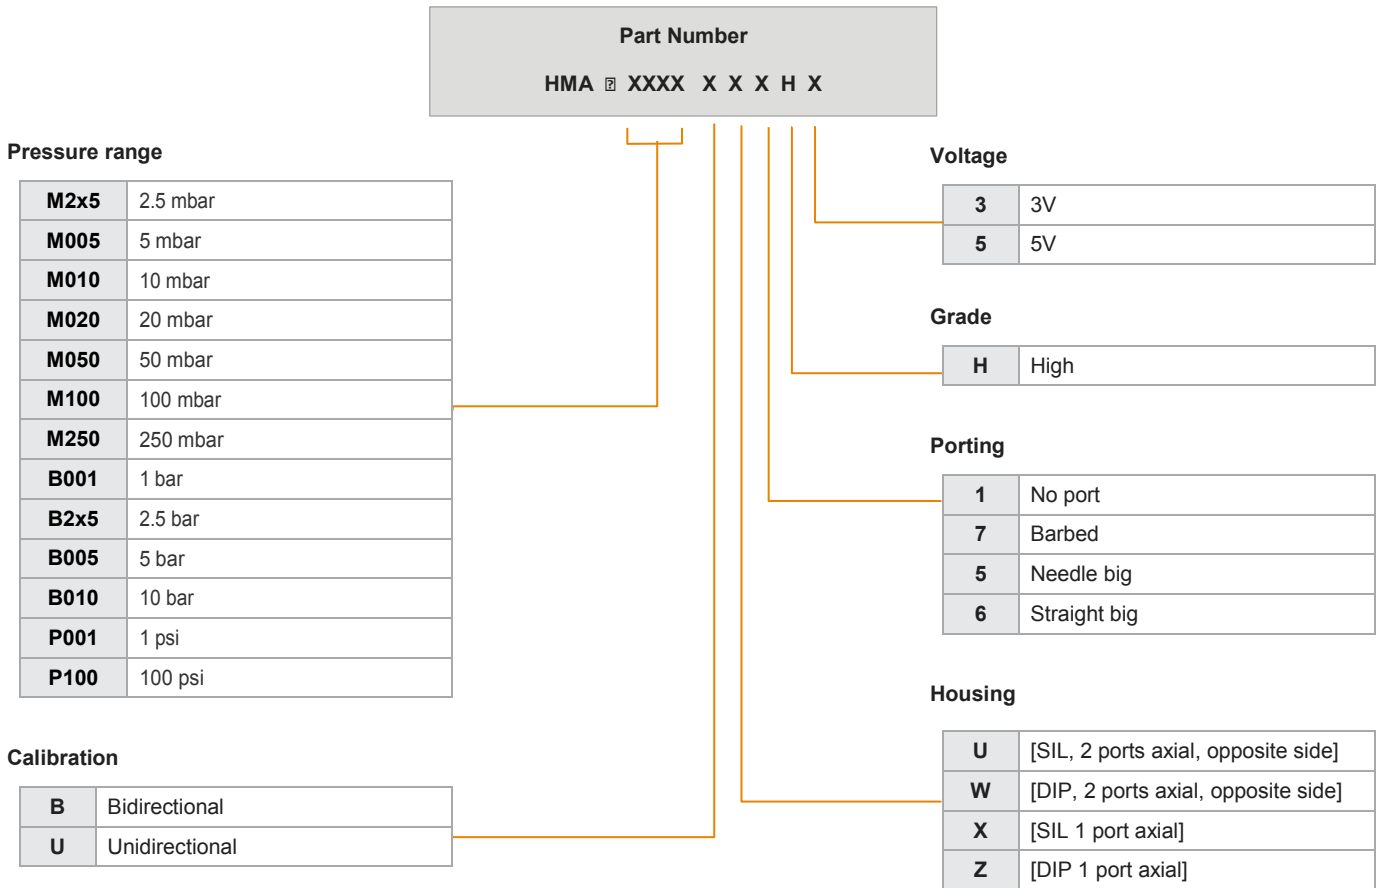 Part Number
HMA ⍰ XXXX X X X H X
Pressure range
M2x5 2.5 mbar
M005 5 mbar
M010 10 mbar
M020 20 mbar
M050 50 mbar
M100 100 mbar
M250 250 mbar
B001 1 bar
B2x5 2.5 bar
B005 5 bar
B010 10 bar
P001 1 psi
P100 100 psi
Calibration
B Bidirectional
U Unidirectional
Voltage
3 3V
5 5V
Grade
H High
Porting
1 No port
7 Barbed
5 Needle big
6 Straight big
Housing
U [SIL, 2 ports axial, opposite side]
W [DIP, 2 ports axial, opposite side]
X [SIL 1 port axial]
Z [DIP 1 port axial]